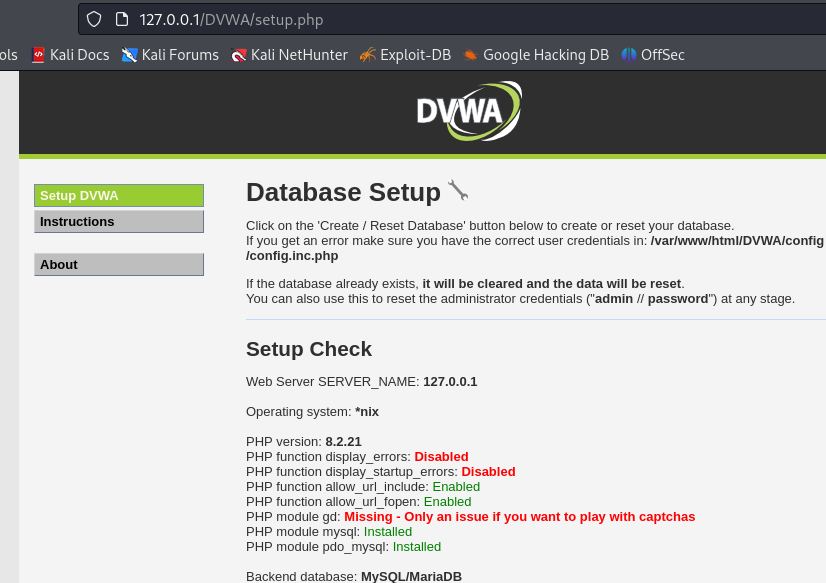 127.0.0.1/DVWA/setup.php
ols Kali Docs Kali Forums Kali NetHunter Exploit-DB Google Hacking DB OffSec
DVWA
Setup DVWA
Instructions
About
Database Setup
Click on the 'Create / Reset Database' button below to create or reset your database.
If you get an error make sure you have the correct user credentials in: /var/www/html/DVWA/config
/config.inc.php
If the database already exists, it will be cleared and the data will be reset.
You can also use this to reset the administrator credentials ("admin // password") at any stage.
Setup Check
Web Server SERVER_NAME: 127.0.0.1
Operating system: *nix
PHP version: 8.2.21
PHP function display_errors: Disabled
PHP function display_startup_errors: Disabled
PHP function allow_url_include: Enabled
PHP function allow_url_fopen: Enabled
PHP module gd: Missing - Only an issue if you want to play with captchas
PHP module mysql: Installed
PHP module pdo_mysql: Installed
Backend database: MySQL/MariaDB